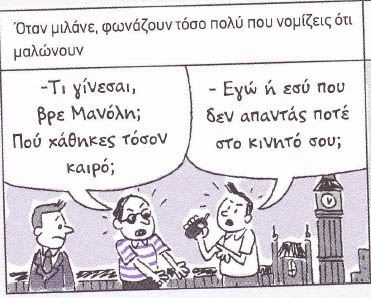 Όταν μιλάνε, φωνάζουν τόσο πολύ που νομίζεις ότι
μαλώνουν
-Τι γίνεσαι,
βρε Μανόλη;
Πού χάθηκες τόσον
καιρό;
- Εγώ ή εσύ που
δεν απαντάς ποτέ
στο κινητό σου;